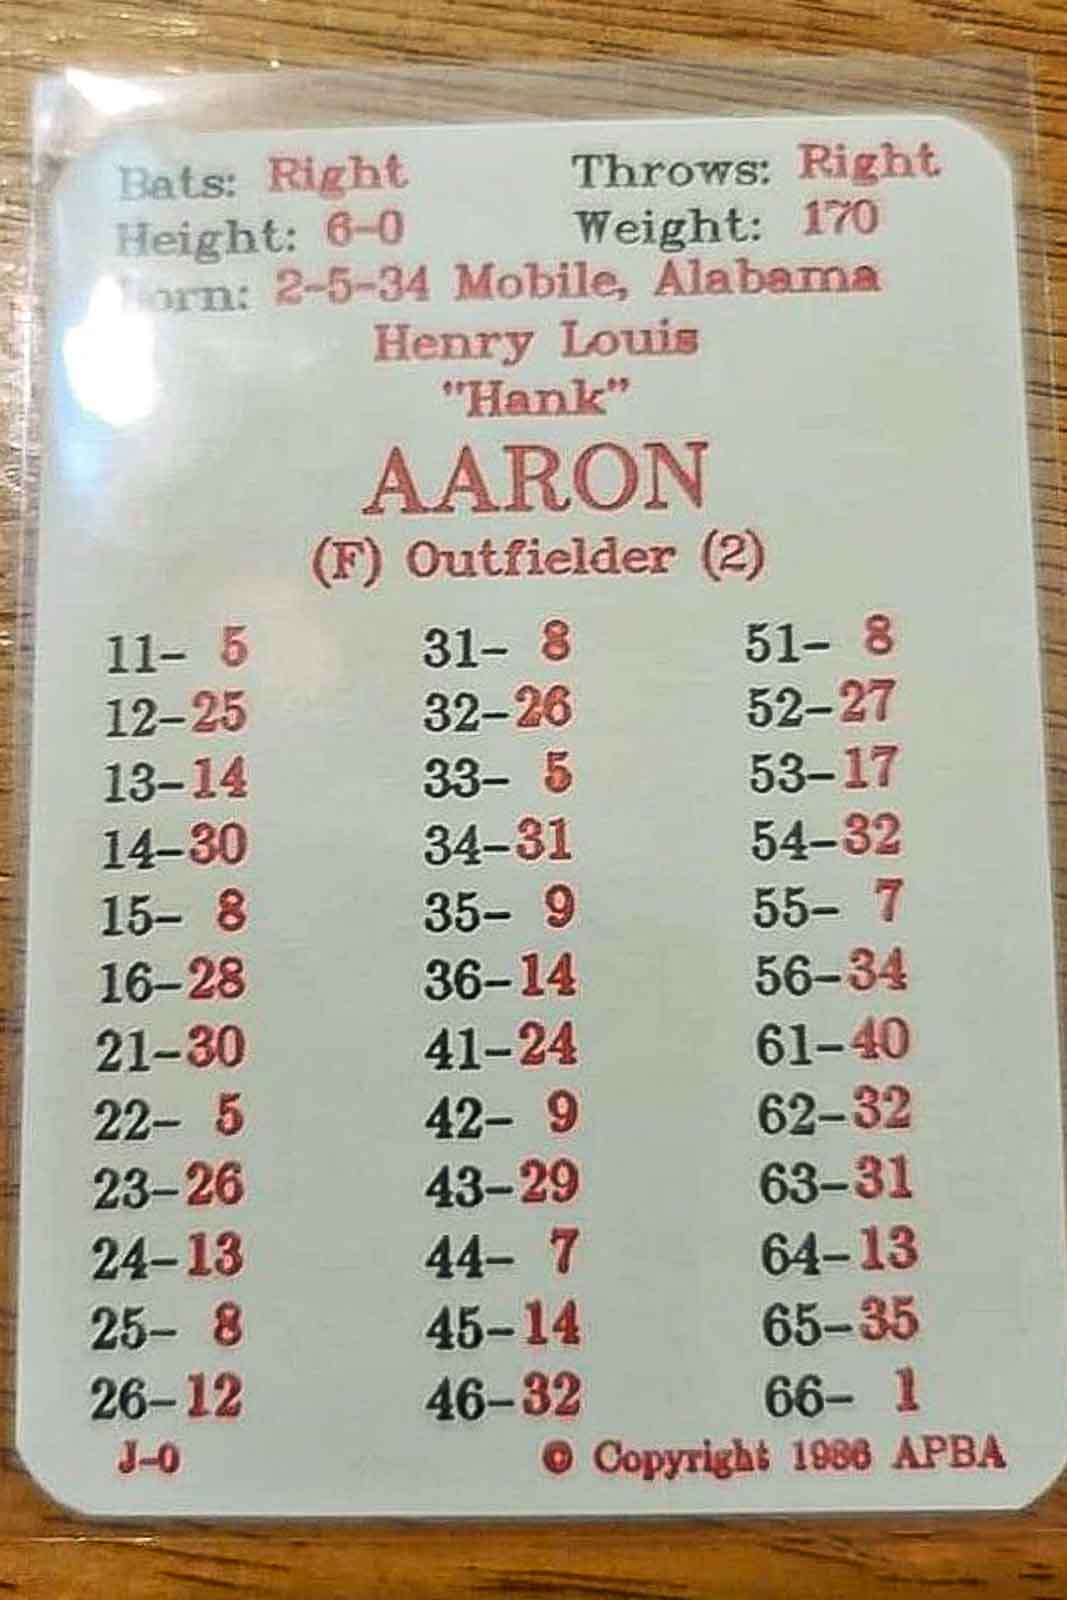 Bats: Right Throws: Right
Height: 6-0 Weight: 170
Born: 2-5-34 Mobile, Alabama
Henry Louis
"Hank"
AARON
(F) Outfielder (2)
11- 5 31- 8 51- 8
12-25 32-26 52-27
13-14 33- 5 53-17
14-30 34-31 54-32
15- 8 35- 9 55- 7
16-28 36-14 56-34
21-30 41-24 61-40
22- 5 42- 9 62-32
23-26 43-29 63-31
24-13 44- 7 64-13
25- 8 45-14 65-35
26-12 46-32 66- 1
J-0 © Copyright 1986 APBA